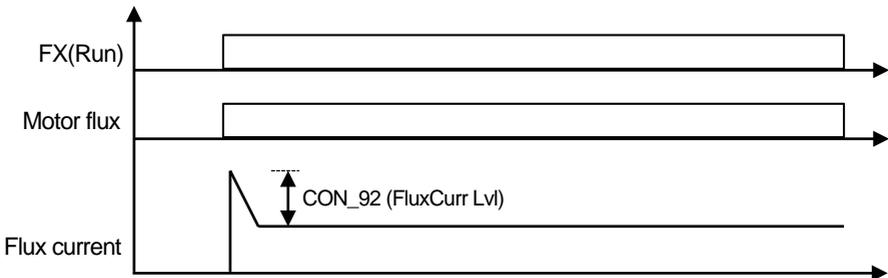 FX(Run)
Motor flux
CON_92 (FluxCurr Lvl)
Flux current